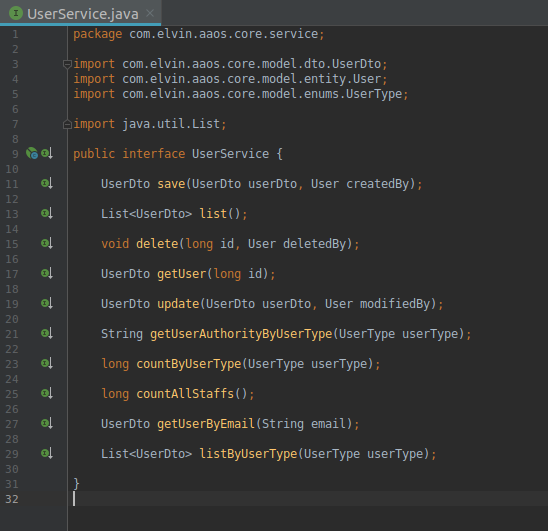 UserService.java
1 package com.elvin.aaos.core.service;
2
3 import com.elvin.aaos.core.model.dto.UserDto;
4 import com.elvin.aaos.core.model.entity.User;
5 import com.elvin.aaos.core.model.enums.UserType;
6
7 import java.util.List;
8
9 public interface UserService {
10
11 UserDto save(UserDto userDto, User createdBy);
12
13 List<UserDto> list();
14
15 void delete(long id, User deletedBy);
16
17 UserDto getUser(long id);
18
19 UserDto update(UserDto userDto, User modifiedBy);
20
21 String getUserAuthorityByUserType(UserType userType);
22
23 long countByUserType(UserType userType);
24
25 long countAllStaffs();
26
27 UserDto getUserByEmail(String email);
28
29 List<UserDto> listByUserType(UserType userType);
30
31 }
32